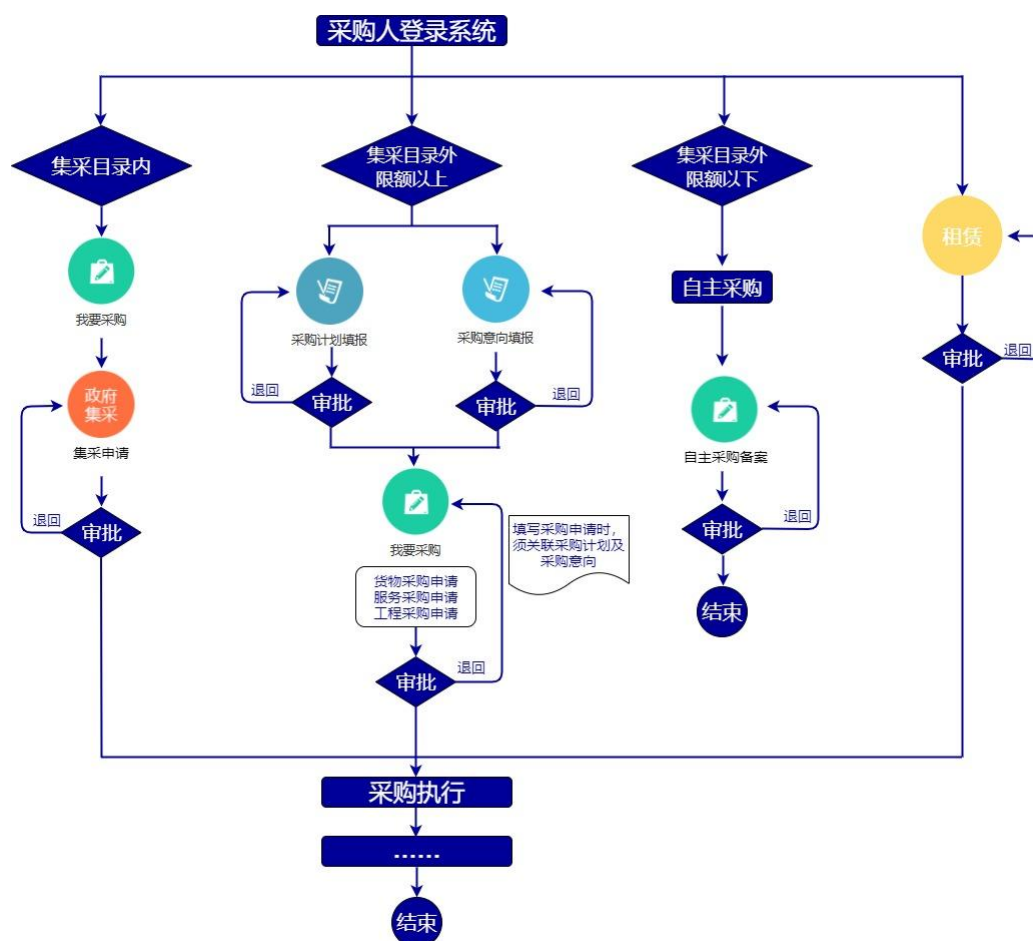 采购人登录系统
集采目录内
集采目录外
限额以上
集采目录外
限额以下
租赁
我要采购
采购计划填报
采购意向填报
自主采购
审批
退回
政府
集采
集采申请
退回
审批
审批
退回
自主采购备案
退回
审批
我要采购
填写采购申请时，
须关联采购计划及
采购意向
审批
退回
货物采购申请
服务采购申请
工程采购申请
结束
审批
退回
采购执行
……
结束